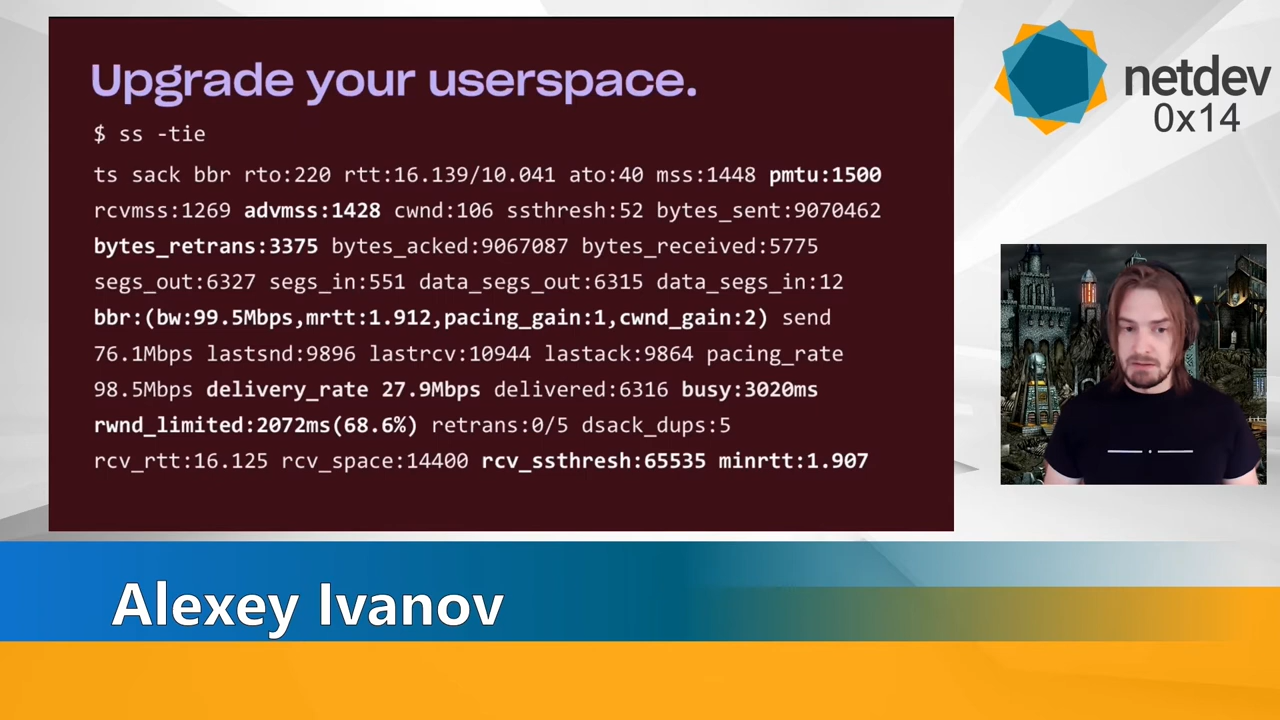 Upgrade your userspace.
$ ss -tie
ts sack bbr rto:220 rtt:16.139/10.041 ato:40 mss:1448 pmtu:1500
rcvmss:1269 advmss:1428 cwnd:106 ssthresh:52 bytes_sent:9070462
bytes_retrans:3375 bytes_acked:9067087 bytes_received:5775
segs_out:6327 segs_in:551 data_segs_out:6315 data_segs_in:12
bbr:(bw:99.5Mbps,mrtt:1.912,pacing_gain:1,cwnd_gain:2) send
76.1Mbps lastsnd:9896 lastrcv:10944 lastack:9864 pacing_rate
98.5Mbps delivery_rate 27.9Mbps delivered:6316 busy:3020ms
rwnd_limited:2072ms(68.6%) retrans:0/5 dsack_dups:5
rcv_rtt:16.125 rcv_space:14400 rcv_ssthresh:65535 minrtt:1.907
netdev
0x14
Alexey Ivanov